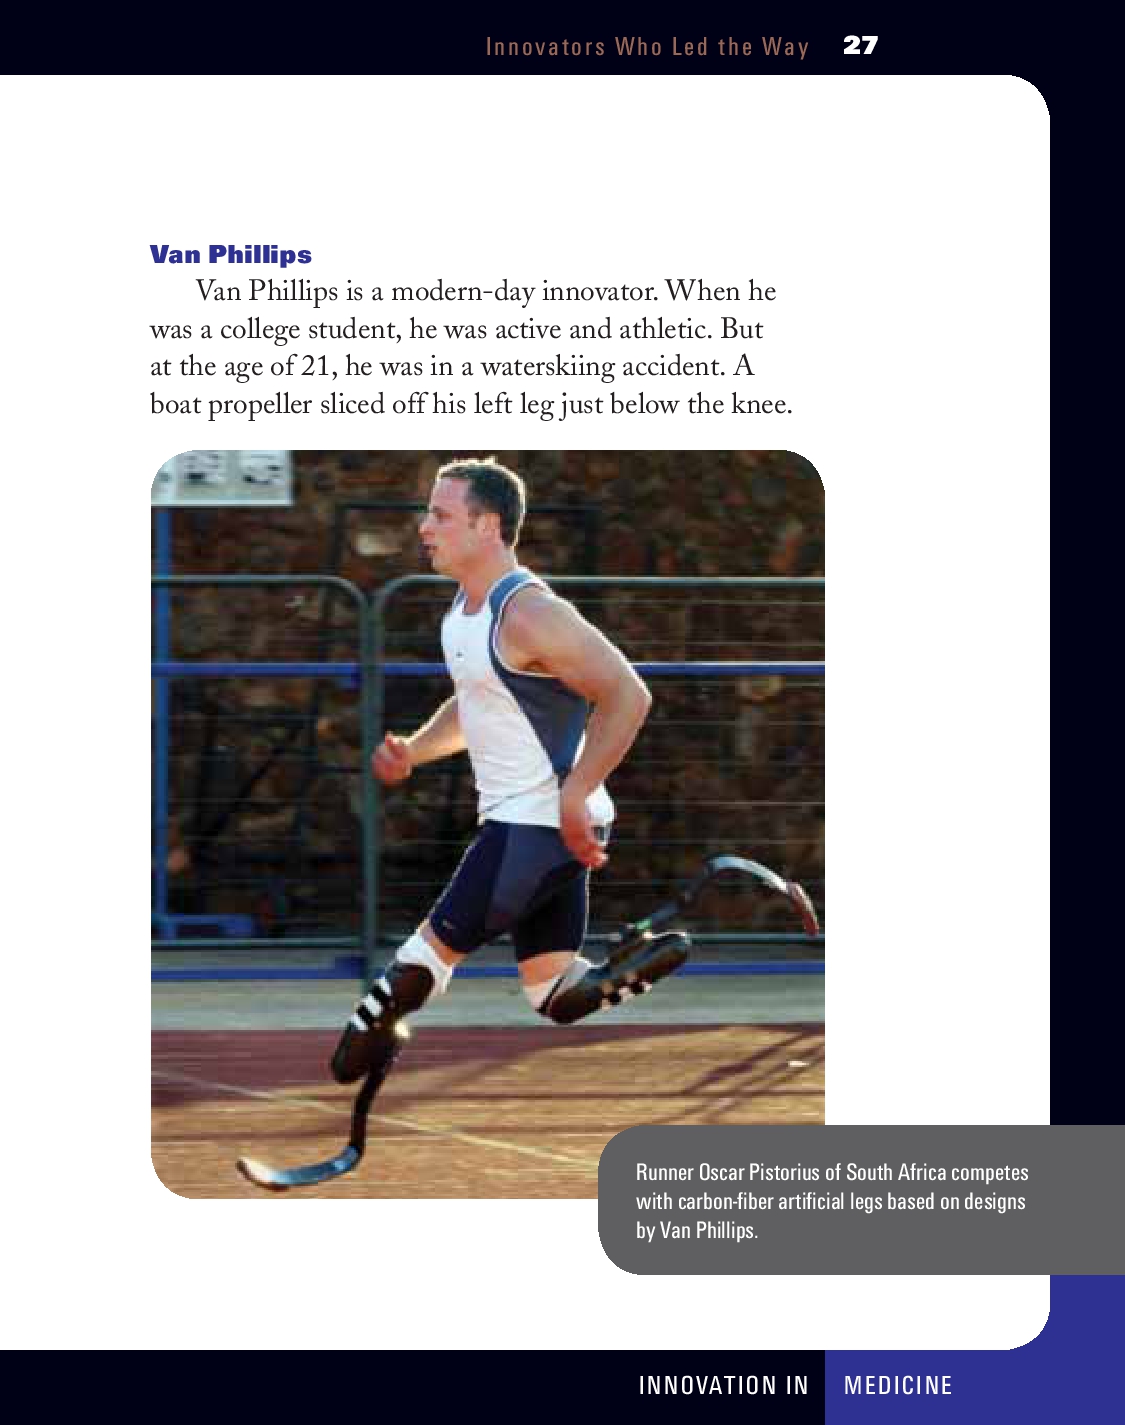 Innovators Who Led the Way 27
Van Phillips
Van Phillips is a modern-day innovator. When he
was a college student, he was active and athletic. But
at the age of 21, he was in a waterskiing accident. A
boat propeller sliced off his left leg just below the knee.
Runner Oscar Pistorius of South Africa competes
with carbon-fiber artificial legs based on designs
by Van Phillips.
INNOVATION IN MEDICINE